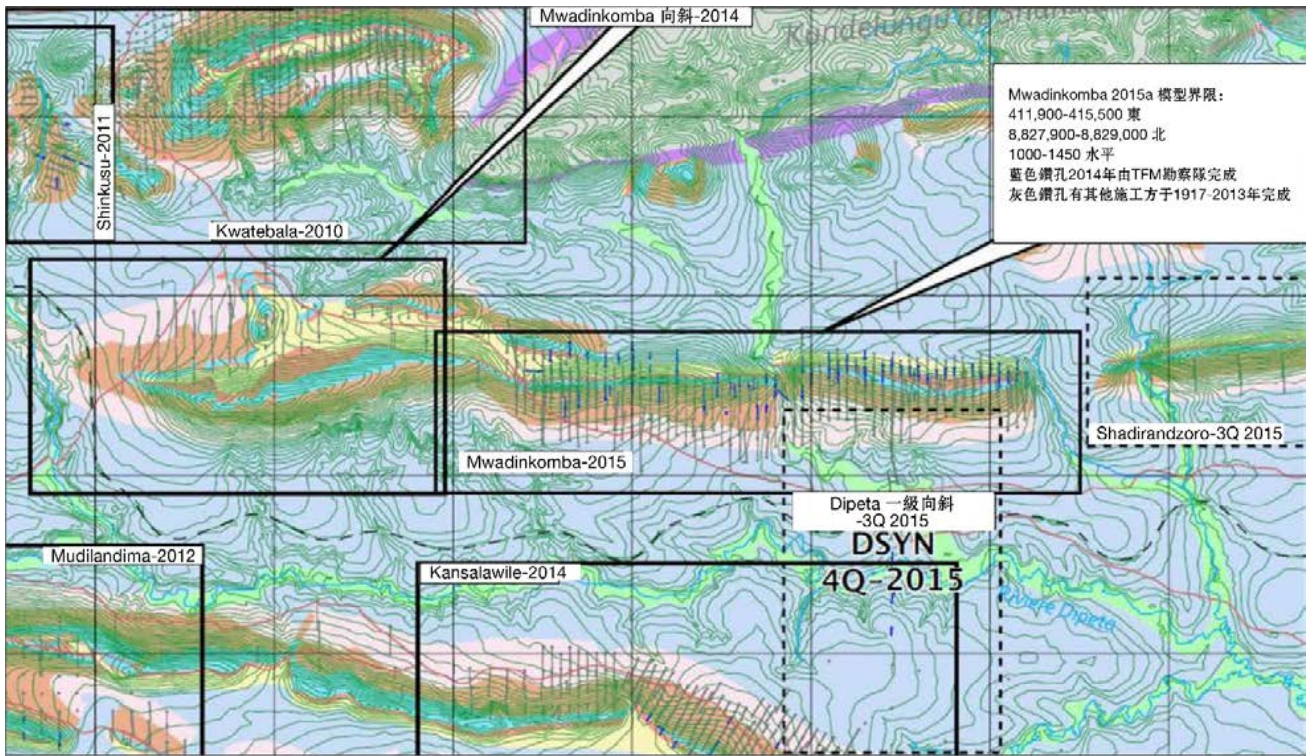 Mwadinkomba 向斜-2014
Kundelungu de Shan
Mwadinkomba 2015a 模型界限：
411,900-415,500 東
8,827,900-8,829,000 北
1000-1450 水平
藍色鑽孔2014年由TFM勘察隊完成
灰色鑽孔有其他施工方于1917-2013年完成
Shinkusu-2011
Kwatebala-2010
Mwadinkomba-2015
Shadirandzoro-3Q 2015
Dipeta 一級向斜
-3Q 2015
DSYN
4Q-2015
Mudilandima-2012
Kansalawile-2014
Riviere Dipeta